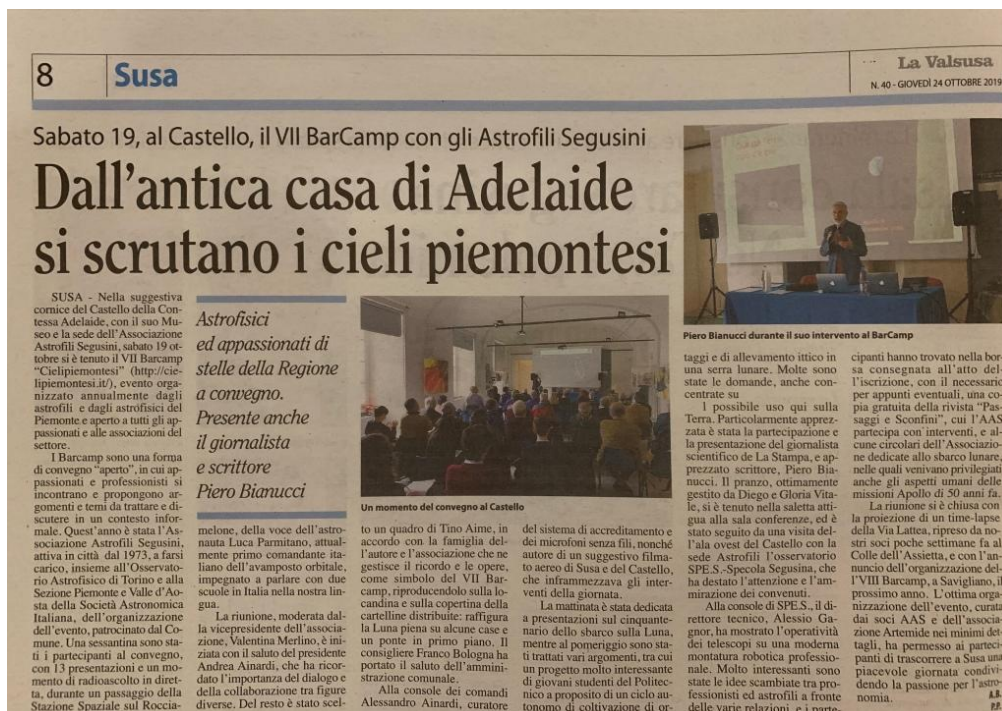 8
Susa
La Valsusa
N. 40 - GIOVEDÌ 24 OTTOBRE 2019
Sabato 19, al Castello, il VII BarCamp con gli Astrofili Segusini
Dall'antica casa di Adelaide
si scrutano i cieli piemontesi
SUSA - Nella suggestiva
cornice del Castello della Con-
tessa Adelaide, con il suo Mu-
seo e la sede dell'Associazione
Astrofili Segusini, sabato 19 ot-
tobre si è tenuto il VII Barcamp
"Cielipiemontesi" (http://cie-
lipiemontesi.it/), evento orga-
nizzato annualmente dagli
astrofili e dagli astrofisici del
Piemonte e aperto a tutti gli ap-
passionati e alle associazioni del
settore.
I Barcamp sono una forma
di convegno "aperto", in cui ap-
passionati e professionisti si
incontrano e propongono ar-
gomenti e temi da trattare e di-
scutere in un contesto infor-
male. Quest'anno è stata l'As-
sociazione Astrofili Segusini,
attiva in città dal 1973, a farsi
carico, insieme all'Osservato-
rio Astrofisico di Torino e alla
Sezione Piemonte e Valle d'Ao-
sta della Società Astronomica
Italiana, dell'organizzazione
dell'evento, patrocinato dal Co-
mune. Una sessantina sono sta-
ti i partecipanti al convegno,
con 13 presentazioni e un mo-
mento di radioascolto in diret-
ta, durante un passaggio della
Stazione Spaziale sul Roccia-
Astrofisici
ed appassionati di
stelle della Regione
a convegno.
Presente anche
il giornalista
e scrittore
Piero Bianucci
melone, della voce dell'astro-
nauta Luca Parmitano, attual-
mente primo comandante ita-
liano dell'avamposto orbitale,
impegnato a parlare con due
scuole in Italia nella nostra lin-
gua.
La riunione, moderata dal-
la vicepresidente dell'associa-
zione, Valentina Merlino, è ini-
ziata con il saluto del presidente
Andrea Ainardi, che ha ricor-
dato l'importanza del dialogo e
della collaborazione tra figure
diverse. Del resto è stato scel-
Un momento del convegno al Castello
to un quadro di Tino Aime, in
accordo con la famiglia del-
l'autore e l'associazione che ne
gestisce il ricordo e le opere,
come simbolo del VII Bar-
camp, riproducendolo sulla lo-
candina e sulla copertina della
cartelline distribuite: raffigura
la Luna piena su alcune case e
un ponte in primo piano. Il
consigliere Franco Bologna ha
portato il saluto dell'ammini-
strazione comunale.
Alla console dei comandi
Alessandro Ainardi, curatore
del sistema di accreditamento e
dei microfoni senza fili, nonché
autore di un suggestivo filma-
to aereo di Susa e del Castello,
che inframmezzava gli inter-
venti della giornata.
La mattinata è stata dedicata
a presentazioni sul cinquante-
nario dello sbarco sulla Luna,
mentre al pomeriggio sono sta-
ti trattati vari argomenti, tra cui
un progetto molto interessante
di giovani studenti del Politec-
nico a proposito di un ciclo au-
tonomo di coltivazione di or-
Piero Bianucci durante il suo intervento al BarCamp
taggi e di allevamento ittico in
una serra lunare. Molte sono
state le domande, anche con-
centrate su
l possibile uso qui sulla
Terra. Particolarmente apprez-
zata è stata la partecipazione e
la presentazione del giornalista
scientifico de La Stampa, e ap-
prezzato scrittore, Piero Bia-
nucci. Il pranzo, ottimamente
gestito da Diego e Gloria Vita-
le, si è tenuto nella saletta atti-
gua alla sala conferenze, ed è
stato seguito da una visita del-
l'ala ovest del Castello con la
sede Astrofili l'Osservatorio
SPE.S.-Specola Segusina, che
ha destato l'attenzione e l'am-
mirazione dei convenuti.
Alla console di SPE.S., il di-
rettore tecnico, Alessio Ga-
gnor, ha mostrato l'operatività
dei telescopi su una moderna
montatura robotica professio-
nale. Molto interessanti sono
state le idee scambiate tra pro-
fessionisti ed astrofili a fronte
delle varie relazioni, e i parte-
cipanti hanno trovato nella bor-
sa consegnata all'atto del-
l'iscrizione, con il necessario
per appunti eventuali, una co-
pia gratuita della rivista "Pas-
saggi e Sconfini", cui l'AAS
partecipa con interventi, e al-
cune circolari dell'Associazio-
ne dedicate allo sbarco lunare,
nelle quali venivano privilegiati
anche gli aspetti umani delle
missioni Apollo di 50 anni fa.
La riunione si è chiusa con
la proiezione di un time-lapse
della Via Lattea, ripreso da no-
stri soci poche settimane fa al
Colle dell'Assietta, e con l'an-
nuncio dell'organizzazione del-
l'VIII Barcamp, a Savigliano, il
prossimo anno. L'ottima orga-
nizzazione dell'evento, curata
dai soci AAS e dell'associa-
zione Artemide nei minimi det-
tagli, ha permesso ai parteci-
panti di trascorrere a Susa una
piacevole giornata condivi-
dendo la passione per l'astro-
nomia.